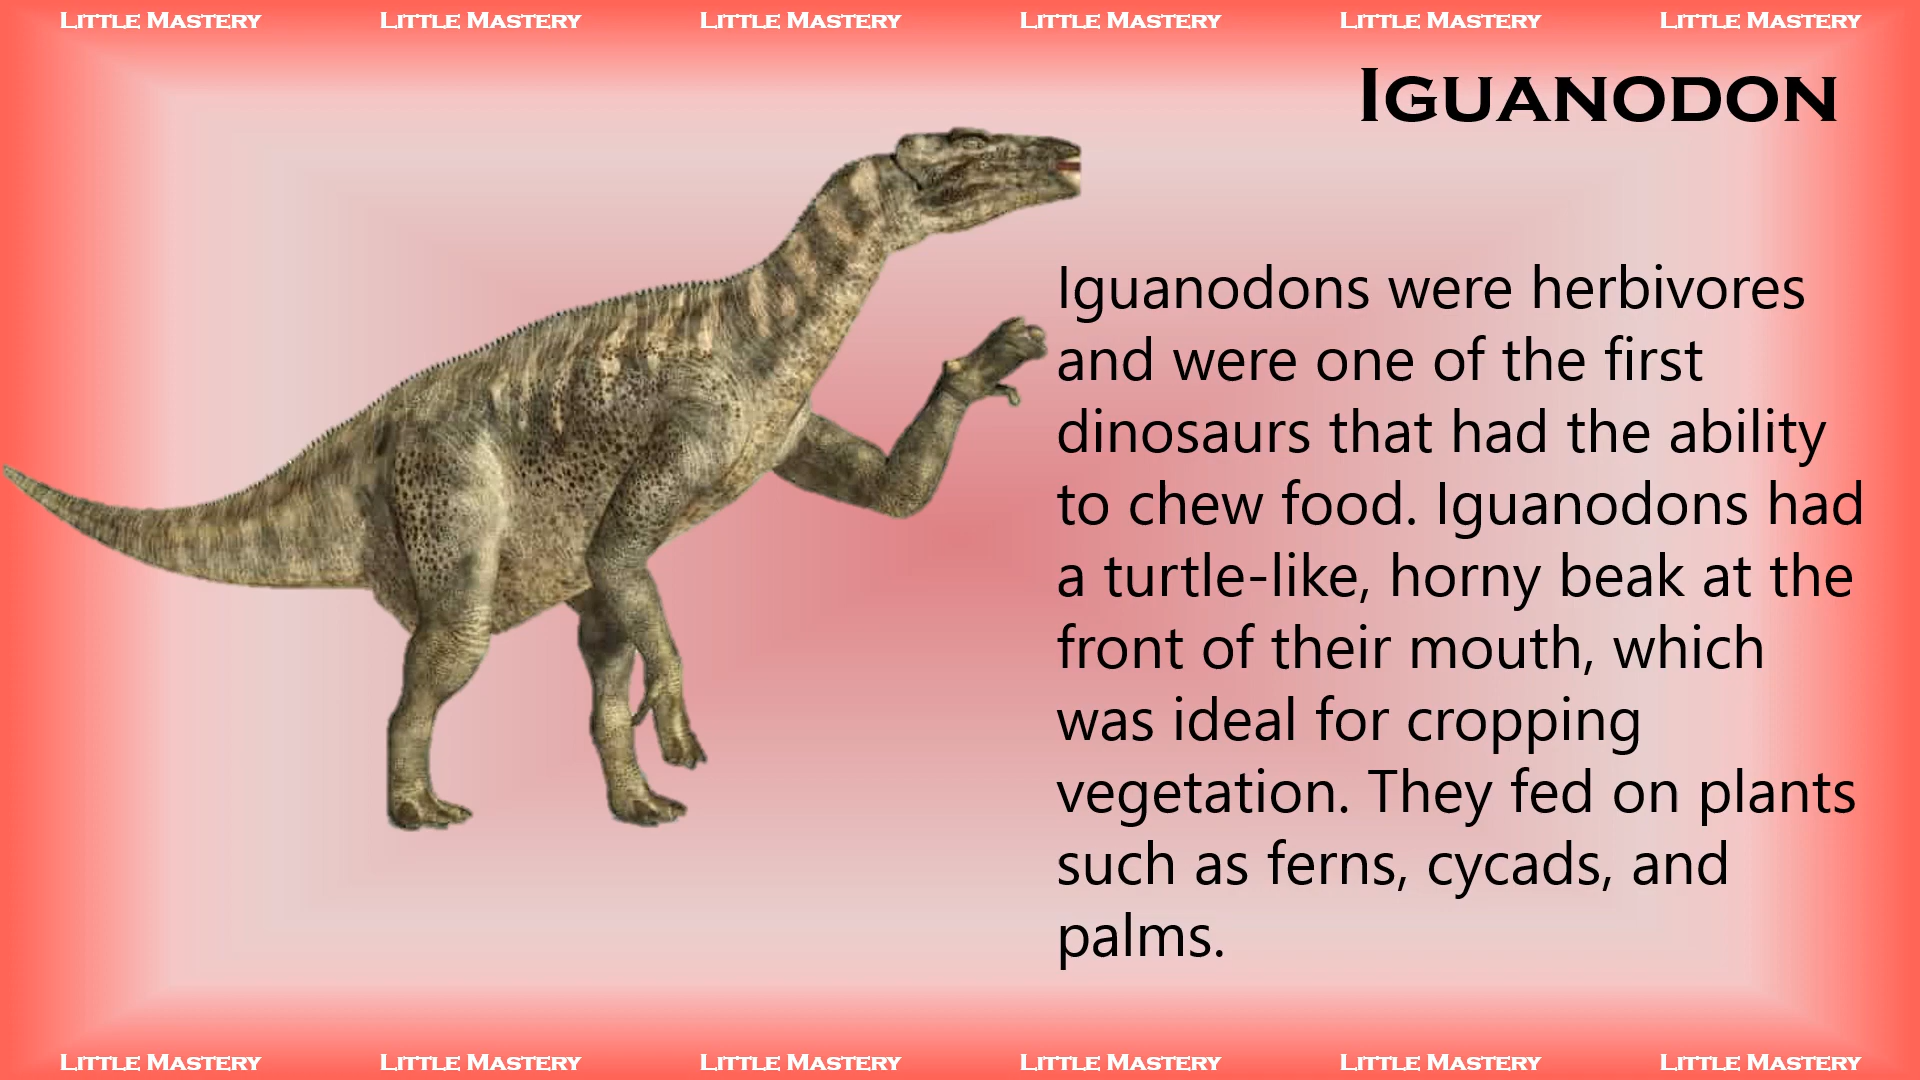 Little Mastery Little Mastery Little Mastery Little Mastery Little Mastery Little Mastery
Iguanodon
Iguanodons were herbivores
and were one of the first
dinosaurs that had the ability
to chew food. Iguanodons had
a turtle-like, horny beak at the
front of their mouth, which
was ideal for cropping
vegetation. They fed on plants
such as ferns, cycads, and
palms.
Little Mastery Little Mastery Little Mastery Little Mastery Little Mastery Little Mastery